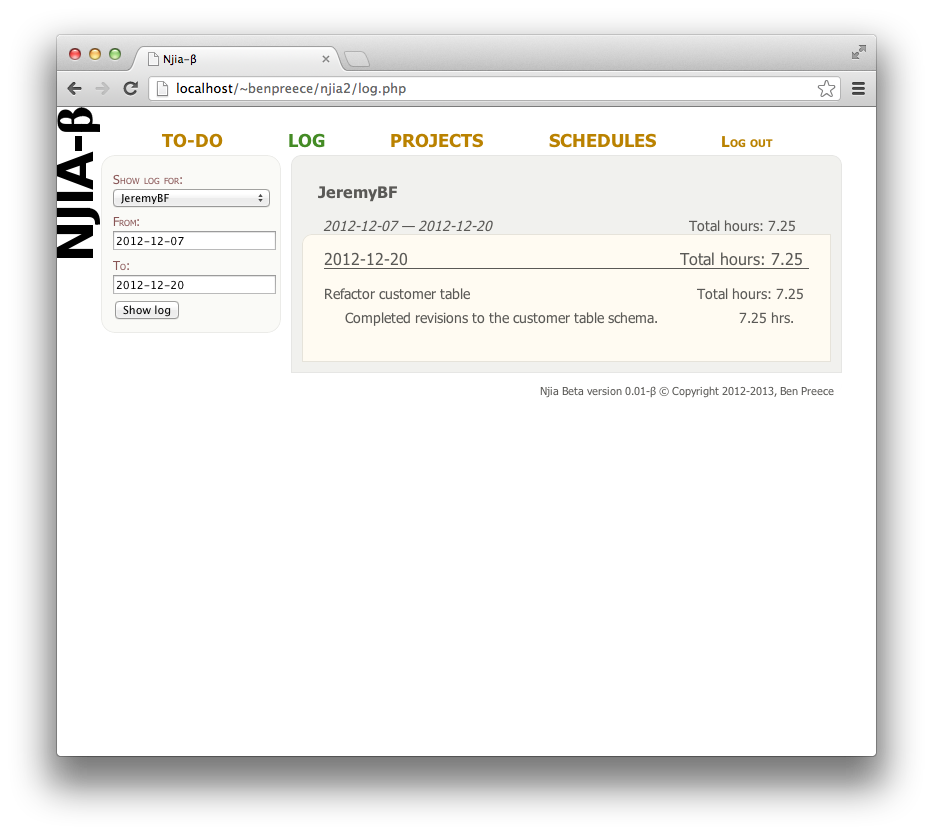 Njia-β
localhost/~benpreece/njia2/log.php
NJIA-β
TO-DO LOG PROJECTS SCHEDULES LOG OUT
SHOW LOG FOR:
JeremyBF
FROM:
2012-12-07
TO:
2012-12-20
Show log
JeremyBF
2012-12-07 — 2012-12-20 Total hours: 7.25
2012-12-20 Total hours: 7.25
Refactor customer table Total hours: 7.25
Completed revisions to the customer table schema. 7.25 hrs.
Njia Beta version 0.01-β © Copyright 2012-2013, Ben Preece